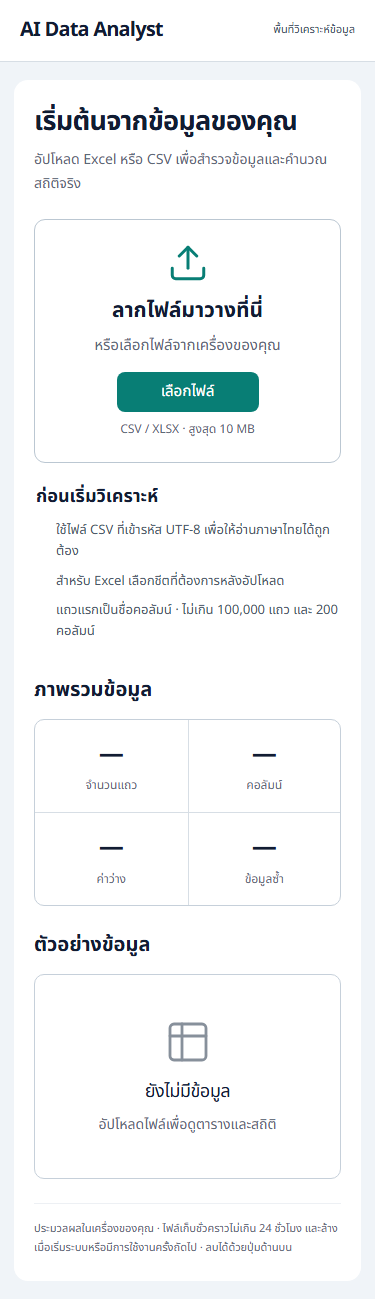 AI Data Analyst
พื้นที่วิเคราะห์ข้อมูล
เริ่มต้นจากข้อมูลของคุณ
อัปโหลด Excel หรือ CSV เพื่อสำรวจข้อมูลและคำนวณ
สถิติจริง
ลากไฟล์มาวางที่นี่
หรือเลือกไฟล์จากเครื่องของคุณ
เลือกไฟล์
CSV / XLSX · สูงสุด 10 MB
ก่อนเริ่มวิเคราะห์
ใช้ไฟล์ CSV ที่เข้ารหัส UTF-8 เพื่อให้อ่านภาษาไทยได้ถูก
ต้อง
สำหรับ Excel เลือกชีตที่ต้องการหลังอัปโหลด
แถวแรกเป็นชื่อคอลัมน์ · ไม่เกิน 100,000 แถว และ 200
คอลัมน์
ภาพรวมข้อมูล
— —
จำนวนแถว คอลัมน์
— —
ค่าว่าง ข้อมูลซ้ำ
ตัวอย่างข้อมูล
ยังไม่มีข้อมูล
อัปโหลดไฟล์เพื่อดูตารางและสถิติ
ประมวลผลในเครื่องของคุณ · ไฟล์เก็บชั่วคราวไม่เกิน 24 ชั่วโมง และล้าง
เมื่อเริ่มระบบหรือมีการใช้งานครั้งถัดไป · ลบได้ด้วยปุ่มด้านบน